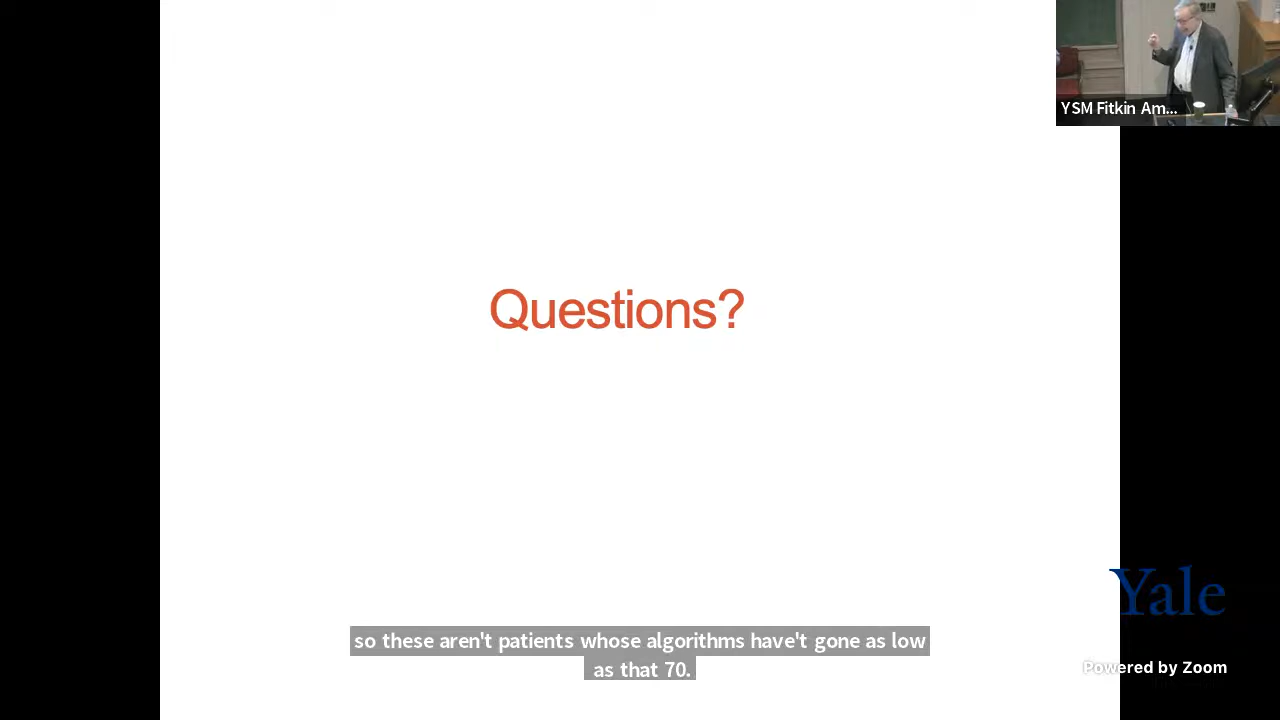 YSM Fitkin Am...
Questions?
Yale
so these aren't patients whose algorithms have't gone as low
as that 70.
Powered by Zoom